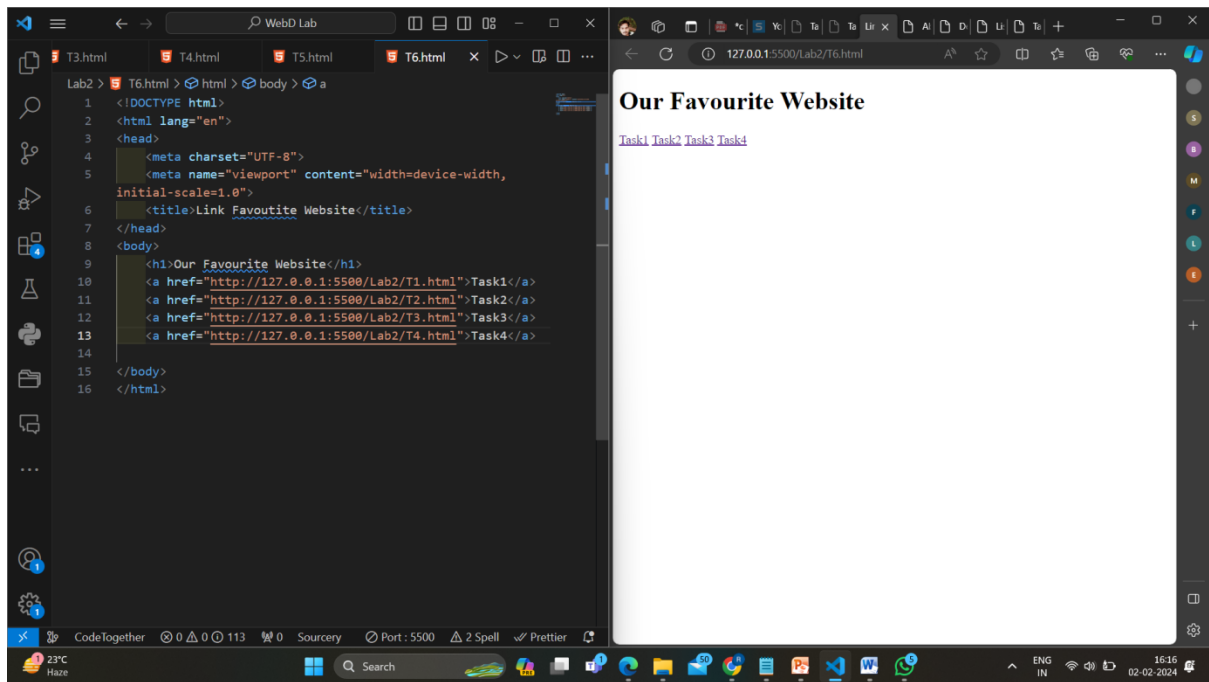 WebD Lab
T3.html T4.html T5.html T6.html
Lab2 > T6.html > html > body > a
1 <!DOCTYPE html>
2 <html lang="en">
3 <head>
4 <meta charset="UTF-8">
5 <meta name="viewport" content="width=device-width,
initial-scale=1.0">
6 <title>Link Favoutite Website</title>
7 </head>
8 <body>
9 <h1>Our Favourite Website</h1>
10 <a href="http://127.0.0.1:5500/Lab2/T1.html">Task1</a>
11 <a href="http://127.0.0.1:5500/Lab2/T2.html">Task2</a>
12 <a href="http://127.0.0.1:5500/Lab2/T3.html">Task3</a>
13 <a href="http://127.0.0.1:5500/Lab2/T4.html">Task4</a>
14
15 </body>
16 </html>
4
1
1
CodeTogether 0 0 113 0 Sourcery Port : 5500 2 Spell Prettier
127.0.0.1:5500/Lab2/T6.html
Our Favourite Website
Task1 Task2 Task3 Task4
S
B
M
F
L
E
23°C
Haze
Search
50
ENG
IN
16:16
02-02-2024